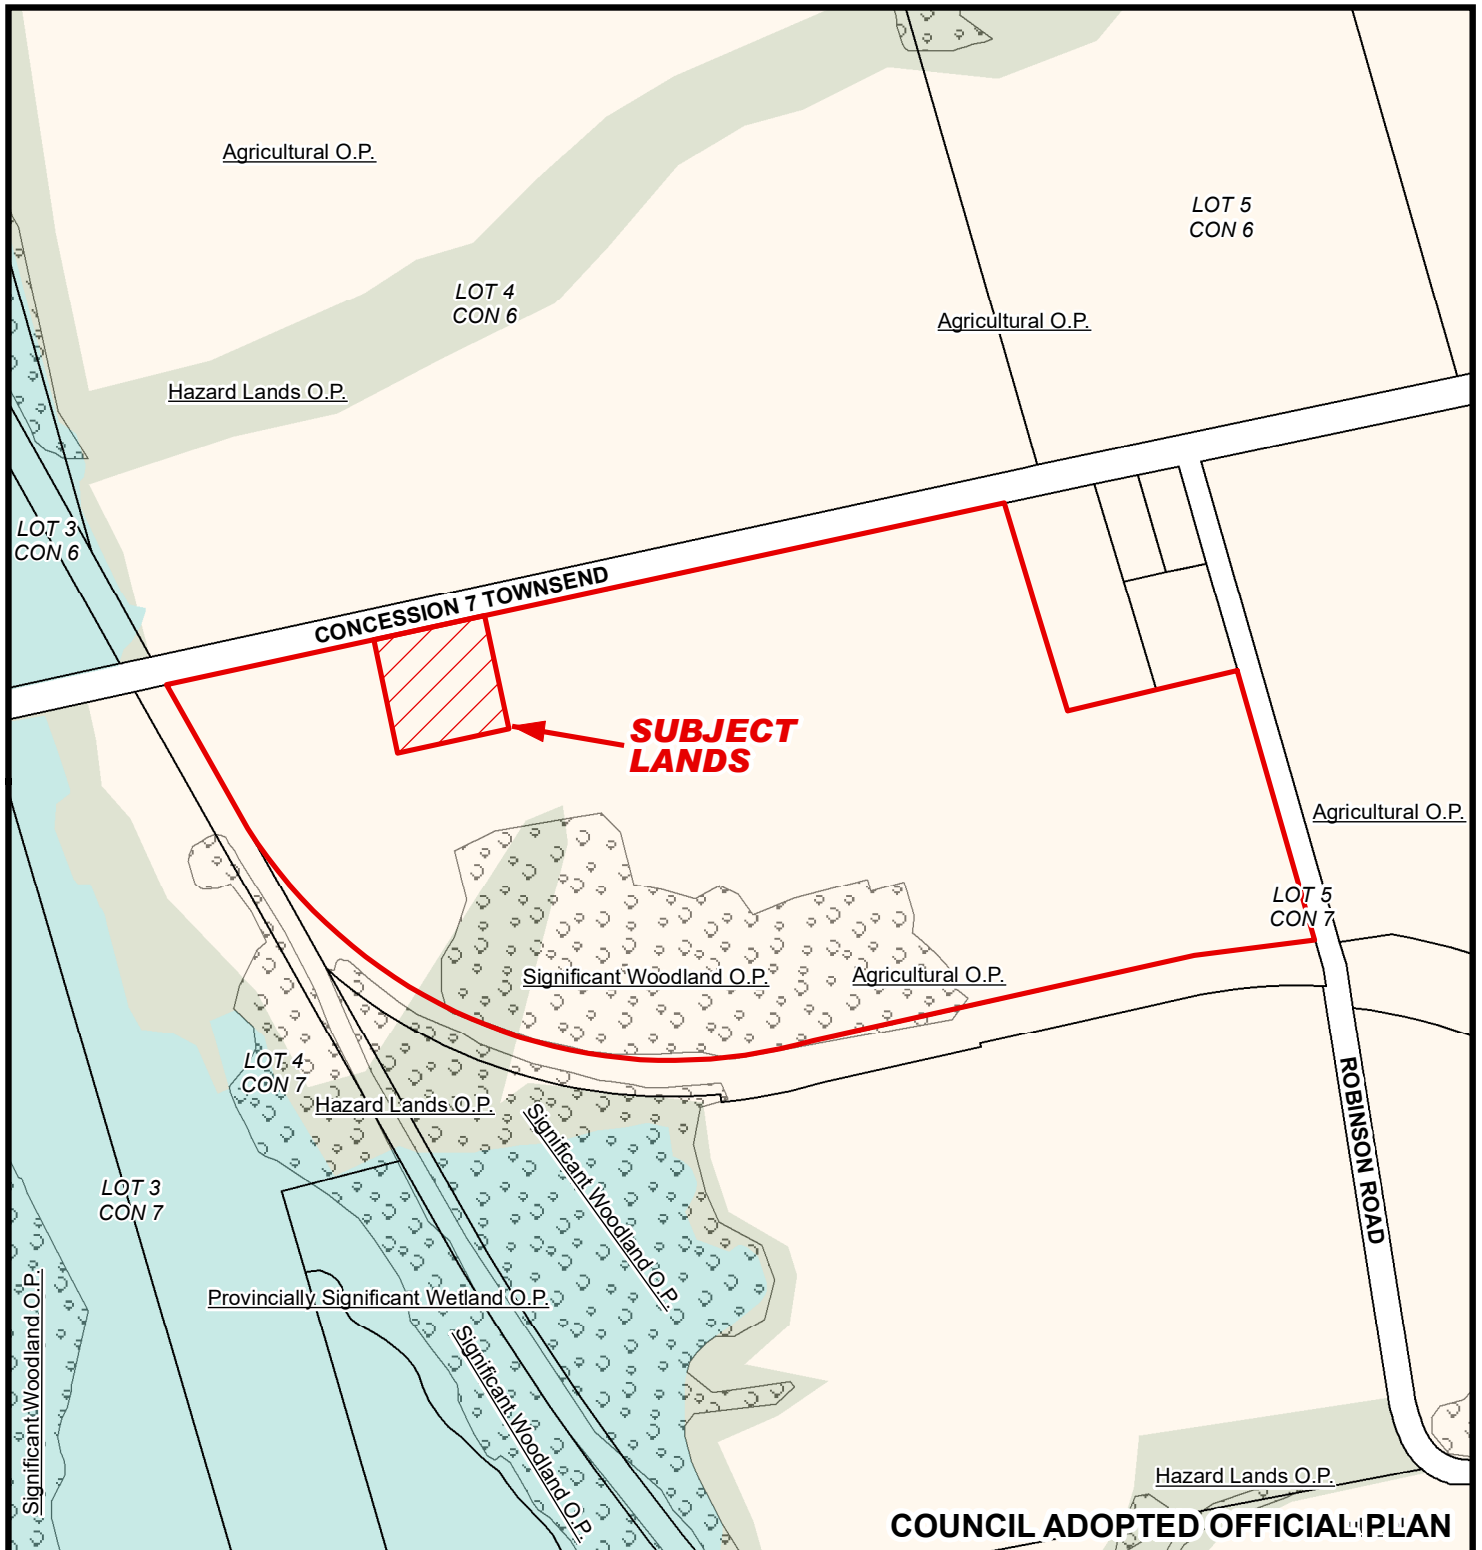 Agricultural O.P.
LOT 5
CON 6
LOT 4
CON 6
Agricultural O.P.
Hazard Lands O.P.
LOT 3
CON 6
CONCESSION 7 TOWNSEND
SUBJECT
LANDS
Agricultural O.P.
LOT 5
CON 7
Significant Woodland O.P.
Agricultural O.P.
LOT 4
CON 7
Hazard Lands O.P.
Significant Woodland O.P.
ROBINSON ROAD
LOT 3
CON 7
Provincially Significant Wetland O.P.
Significant Woodland O.P.
Significant Woodland O.P.
Hazard Lands O.P.
COUNCIL ADOPTED OFFICIAL PLAN